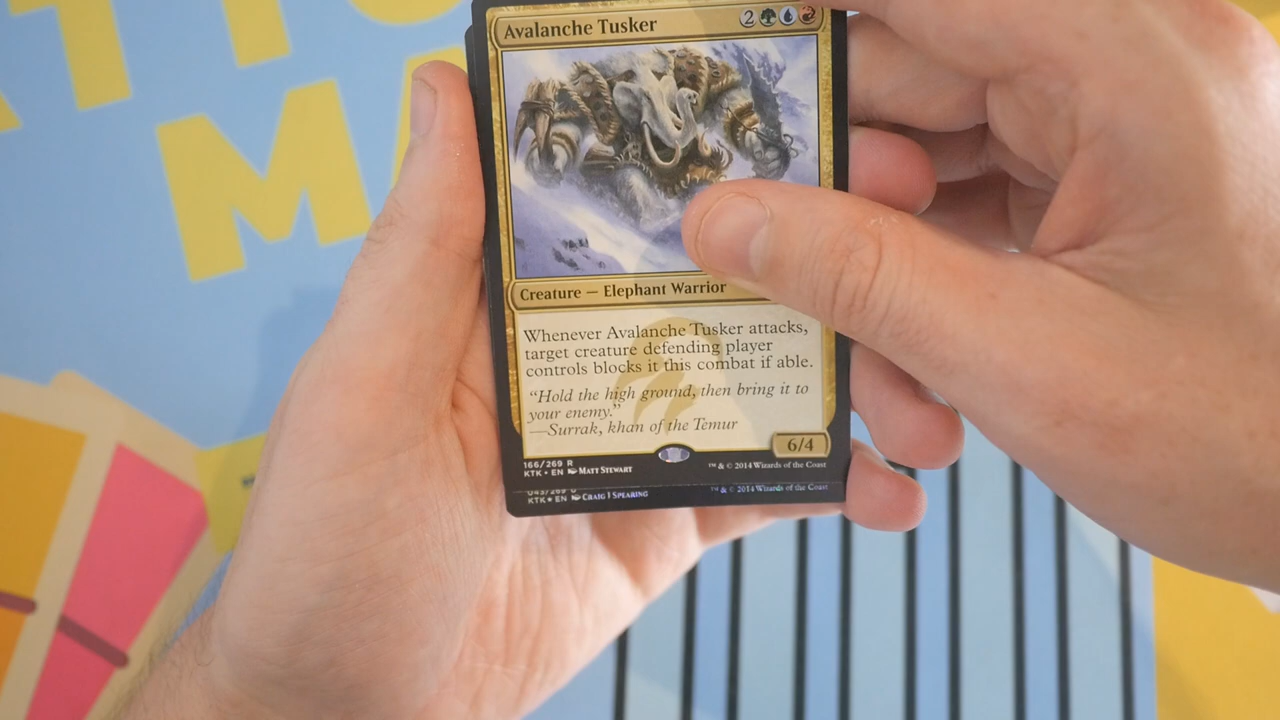 MA
Avalanche Tusker
2
Creature — Elephant Warrior
Whenever Avalanche Tusker attacks,
target creature defending player
controls blocks it this combat if able.
“Hold the high ground, then bring it to
your enemy.”
—Surrak, khan of the Temur
6/4
166/269 R
KTK • EN MATT STEWART
™ & © 2014 Wizards of the Coast
KTK★EN CRAIG J SPEARING
™ & © 2014 Wizards of the Coast